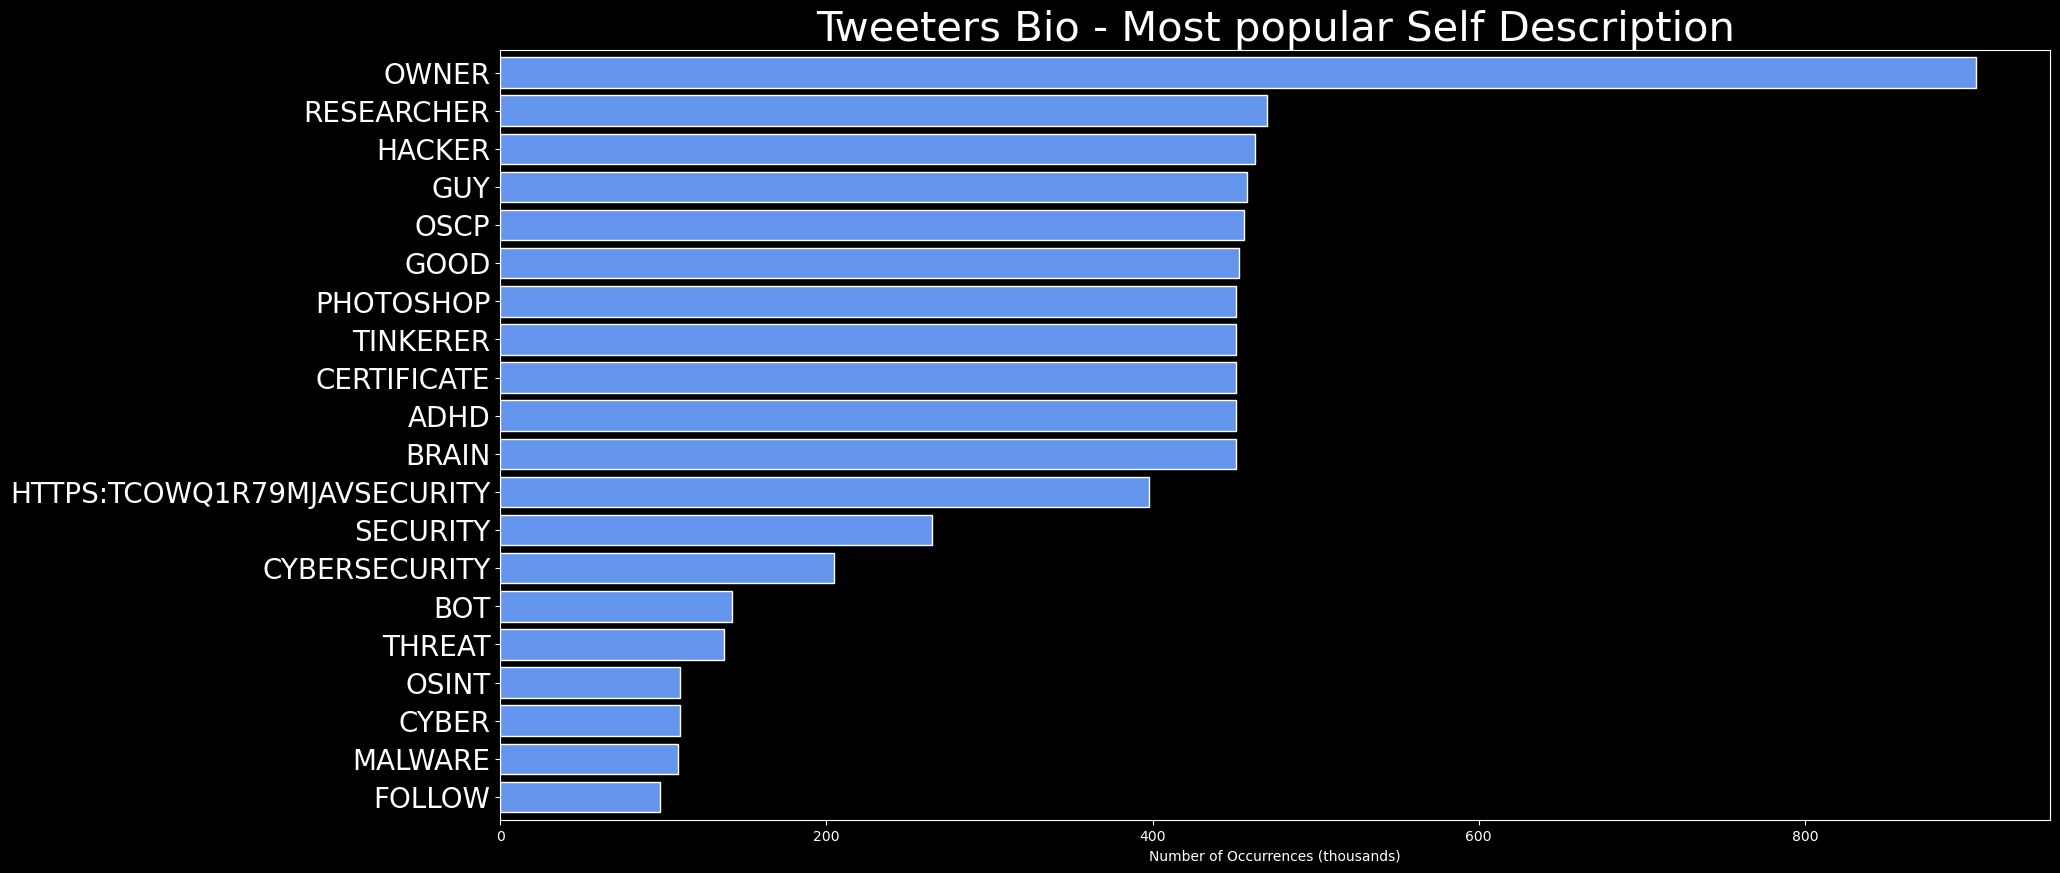 Tweeters Bio - Most popular Self Description
OWNER
RESEARCHER
HACKER
GUY
OSCP
GOOD
PHOTOSHOP
TINKERER
CERTIFICATE
ADHD
BRAIN
HTTPS:TCOWQ1R79MJAVSECURITY
SECURITY
CYBERSECURITY
BOT
THREAT
OSINT
CYBER
MALWARE
FOLLOW
0 200 400 600 800
Number of Occurrences (thousands)